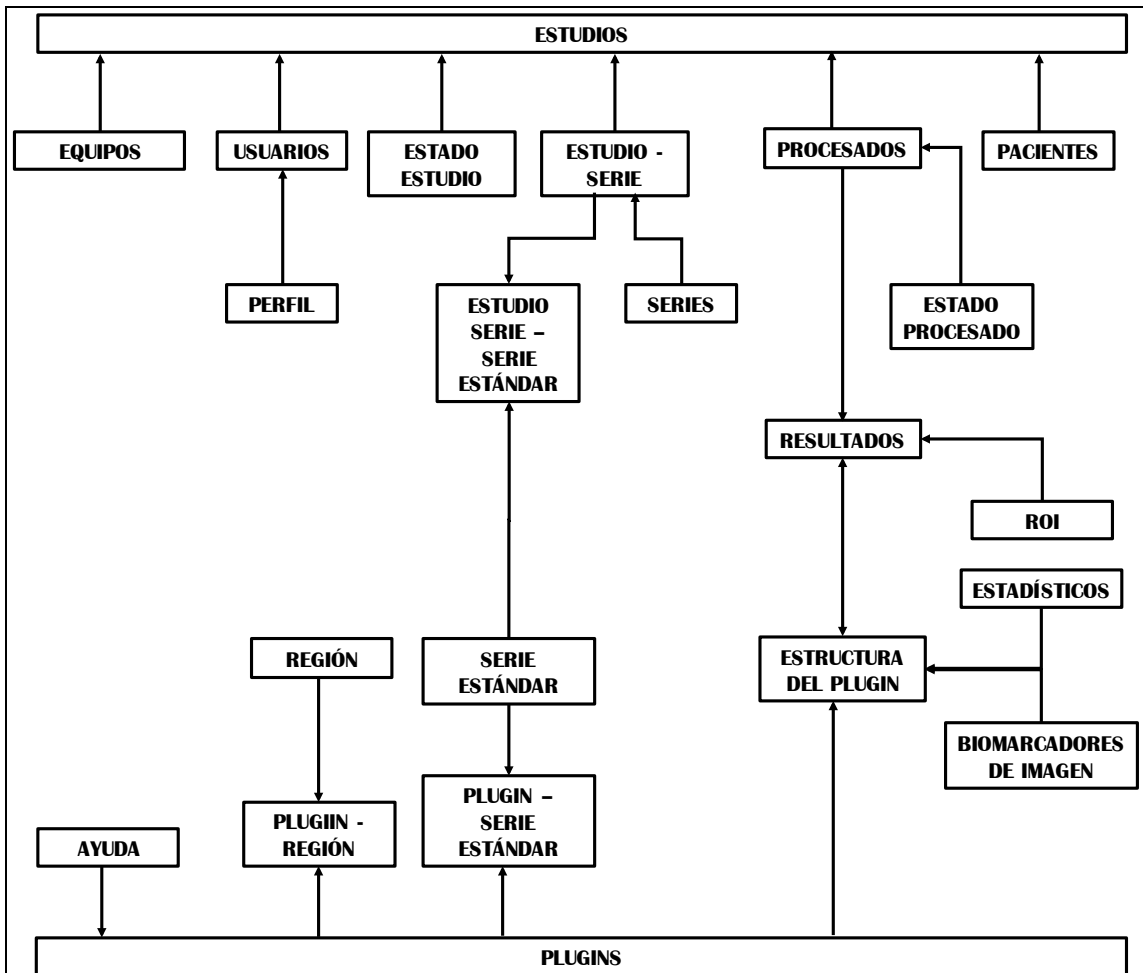 ESTUDIOS
EQUIPOS
USUARIOS
ESTADO
ESTUDIO
ESTUDIO -
SERIE
PROCESADOS
PACIENTES
PERFIL
ESTUDIO
SERIE –
SERIE
ESTÁNDAR
SERIES
ESTADO
PROCESADO
RESULTADOS
ROI
ESTADÍSTICOS
REGIÓN
SERIE
ESTÁNDAR
ESTRUCTURA
DEL PLUGIN
BIOMARCADORES
DE IMAGEN
AYUDA
PLUGIIN -
REGIÓN
PLUGIN –
SERIE
ESTÁNDAR
PLUGINS